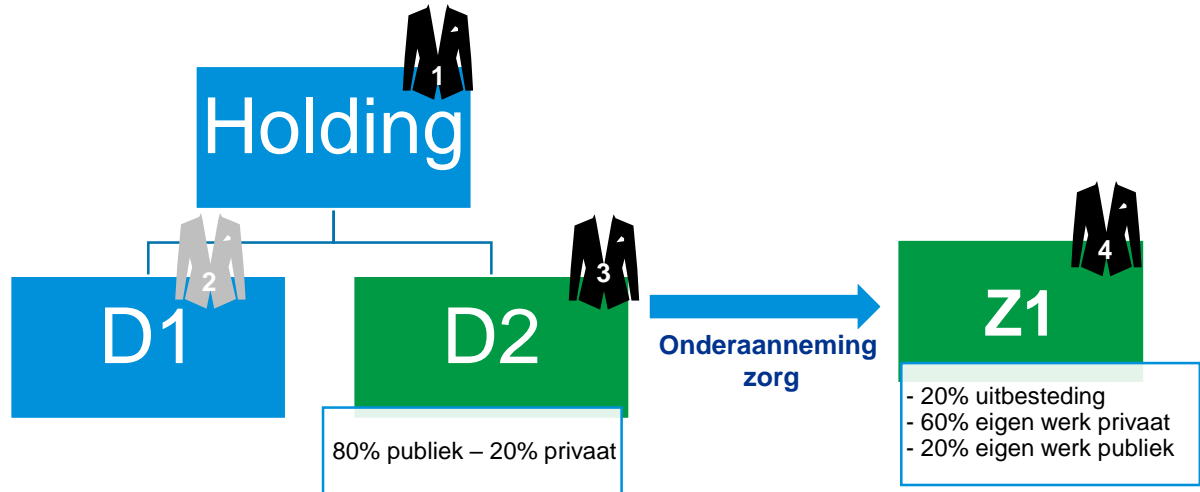 1
Holding
2
3
4
D1
D2
Onderaanneming
zorg
Z1
80% publiek – 20% privaat
- 20% uitbesteding
- 60% eigen werk privaat
- 20% eigen werk publiek